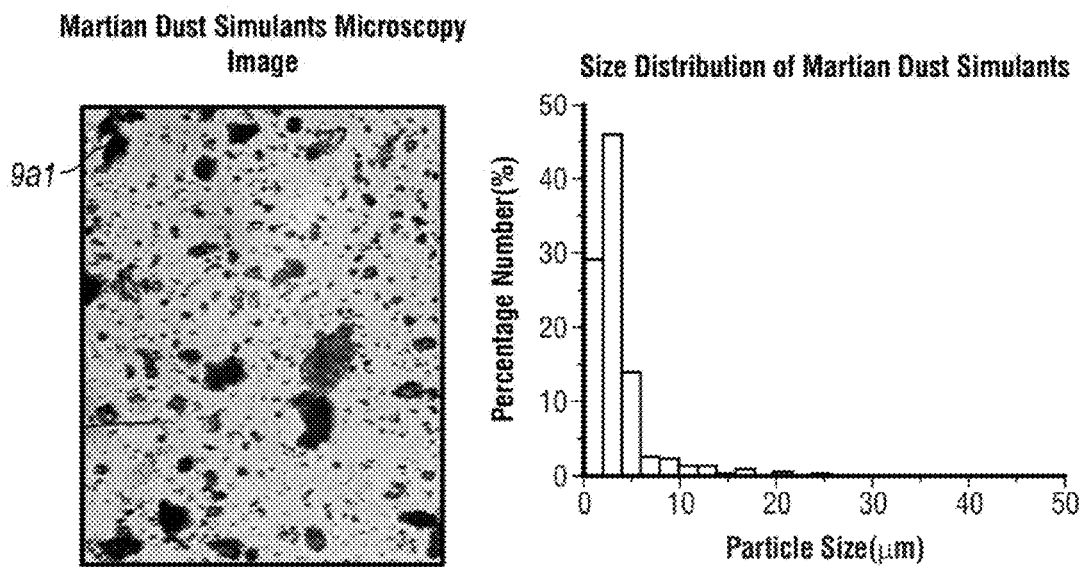 Martian Dust Simulants Microscopy
Image
9a1
Size Distribution of Martian Dust Simulants
Percentage Number(%)
50
40
30
20
10
0
0 10 20 30 40 50
Particle Size(μm)